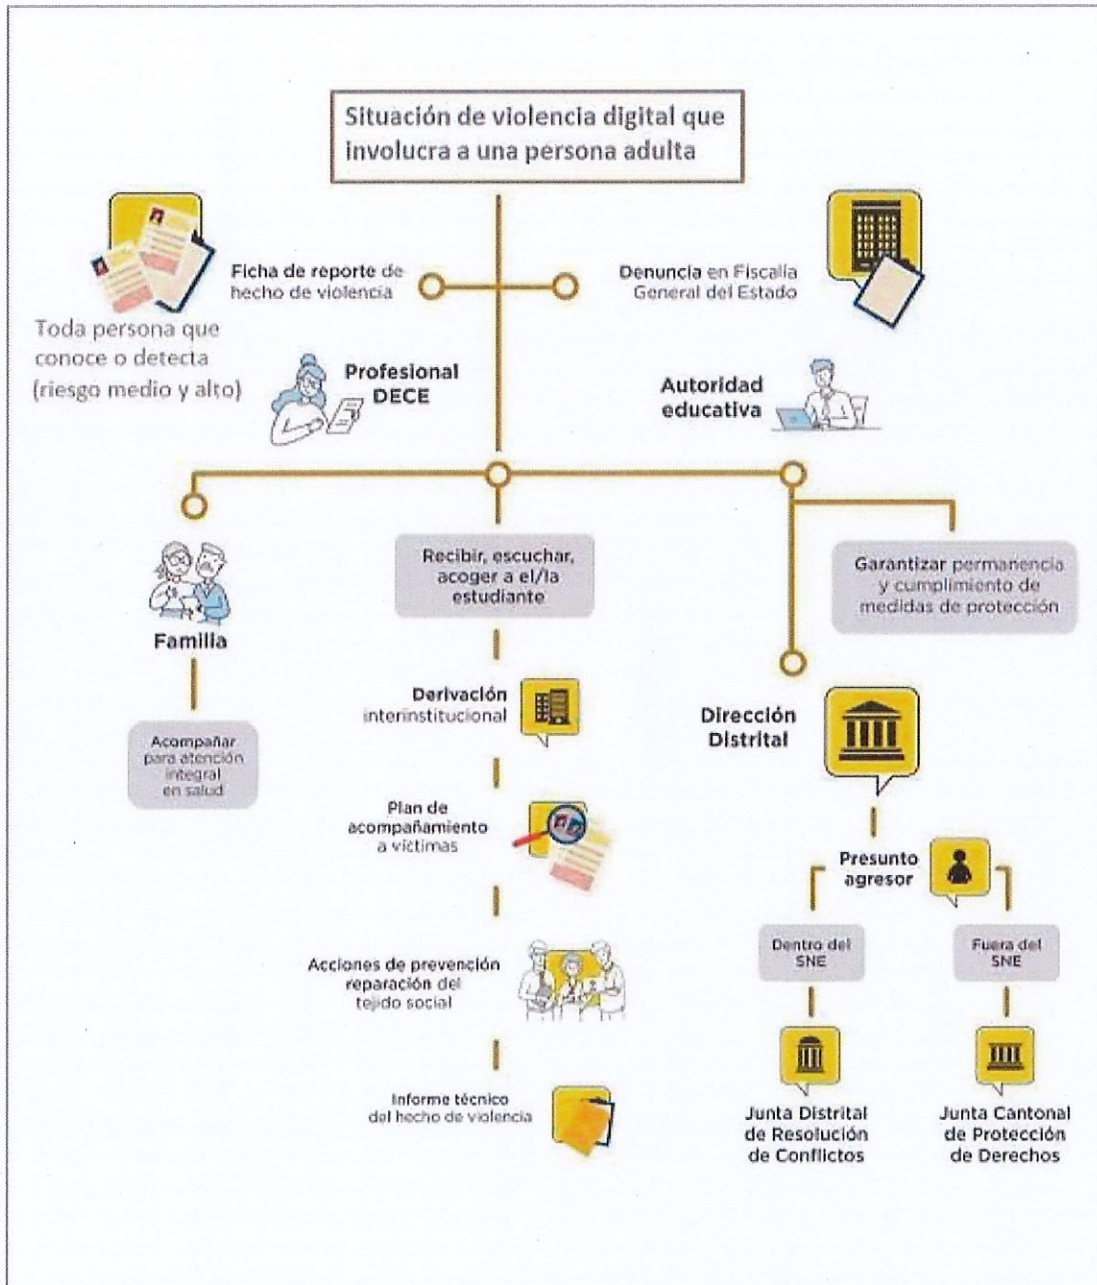 Situación de violencia digital que
involucra a una persona adulta
Ficha de reporte de
hecho de violencia
Denuncia en Fiscalía
General del Estado
Toda persona que
conoce o detecta
(riesgo medio y alto)
Profesional
DECE
Autoridad
educativa
Familia
Acompañar
para atención
integral
en salud
Recibir, escuchar,
acoger a el/la
estudiante
Derivación
interinstitucional
Plan de
acompañamiento
a víctimas
Acciones de prevención
reparación del
tejido social
Informe técnico
del hecho de violencia
Garantizar permanencia
y cumplimiento de
medidas de protección
Dirección
Distrital
Presunto
agresor
Dentro del
SNE
Fuera del
SNE
Junta Distrital
de Resolución
de Conflictos
Junta Cantonal
de Protección
de Derechos